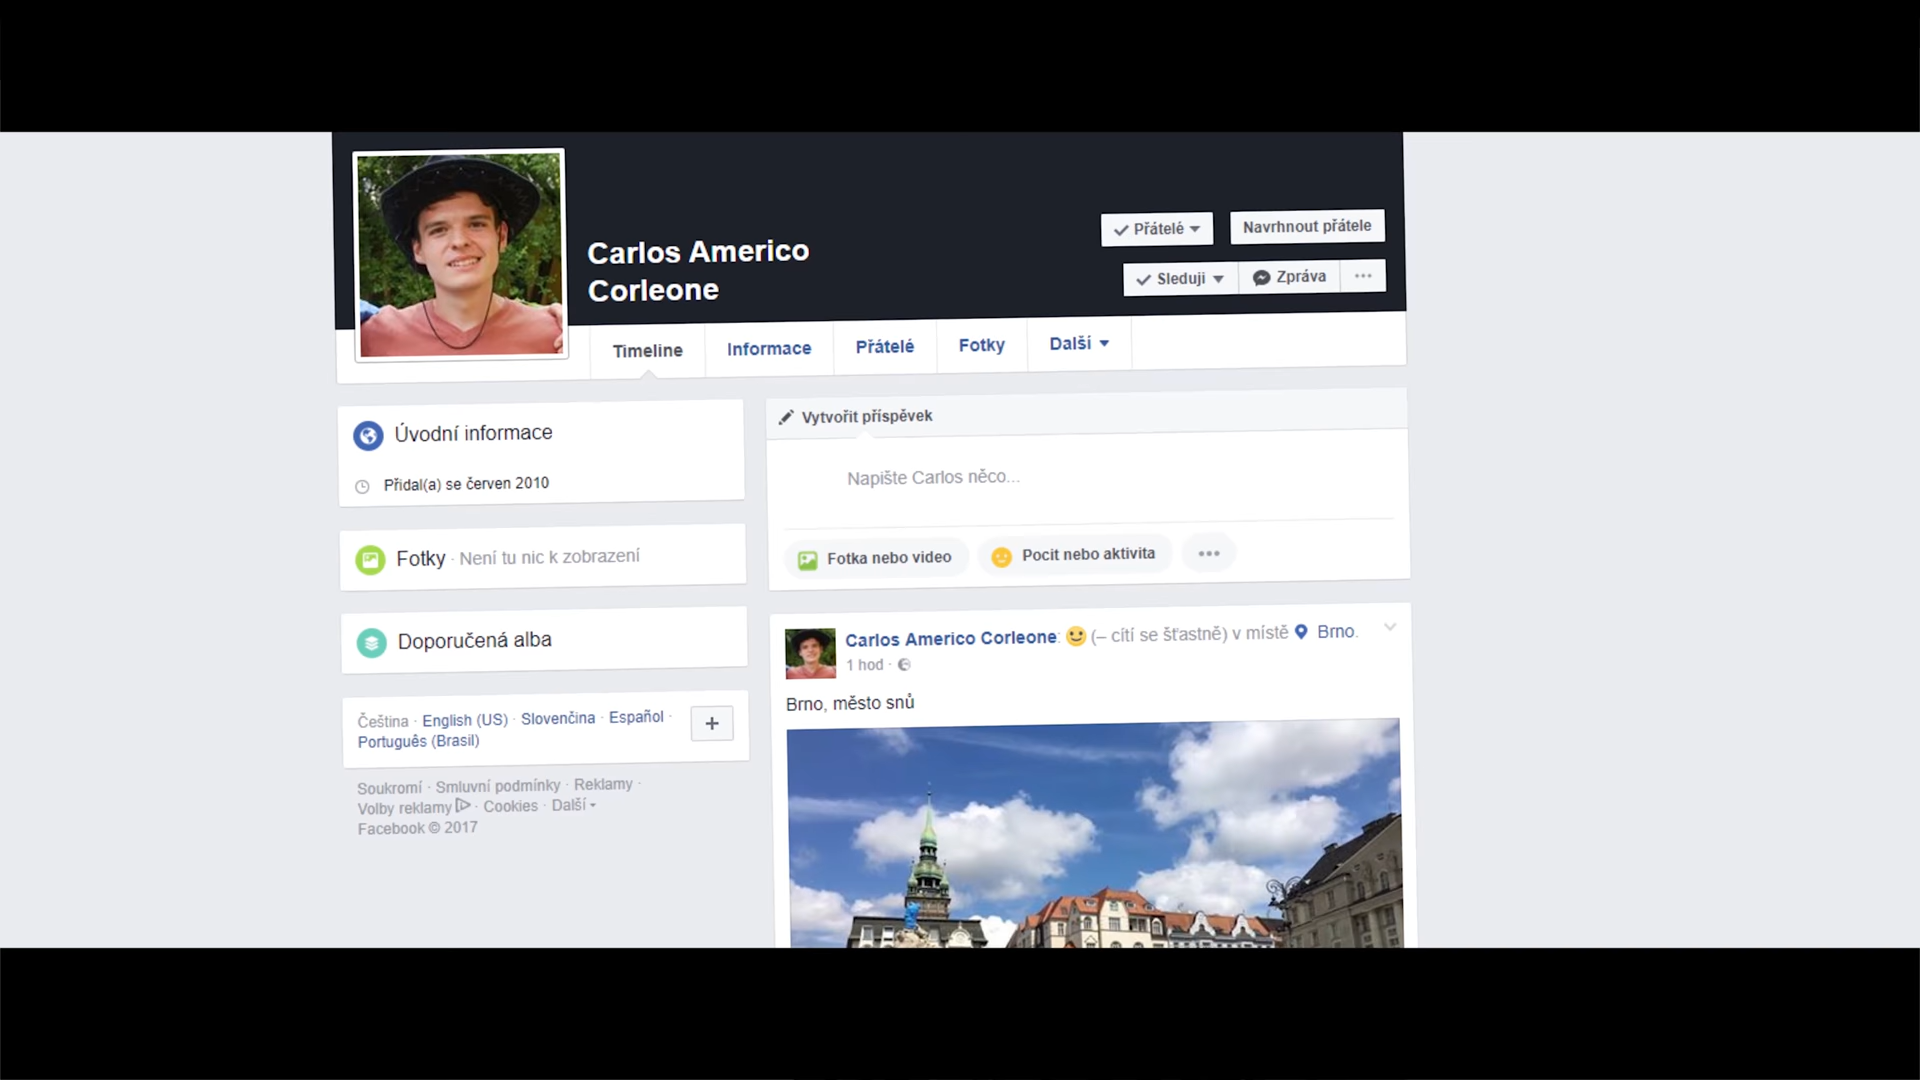 Carlos Americo
Corleone
Přátelé
Navrhnout přátele
Sleduji
Zpráva
Timeline
Informace
Přátelé
Fotky
Další
Úvodní informace
Přidal(a) se červen 2010
Fotky · Není tu nic k zobrazení
Doporučená alba
Čeština · English (US) · Slovenčina · Español ·
Português (Brasil)
Soukromí · Smluvní podmínky · Reklamy ·
Volby reklamy · Cookies · Další
Facebook © 2017
Vytvořit příspěvek
Napište Carlos něco...
Fotka nebo video
Pocit nebo aktivita
Carlos Americo Corleone: (– cítí se šťastně) v místě Brno.
1 hod ·
Brno, město snů